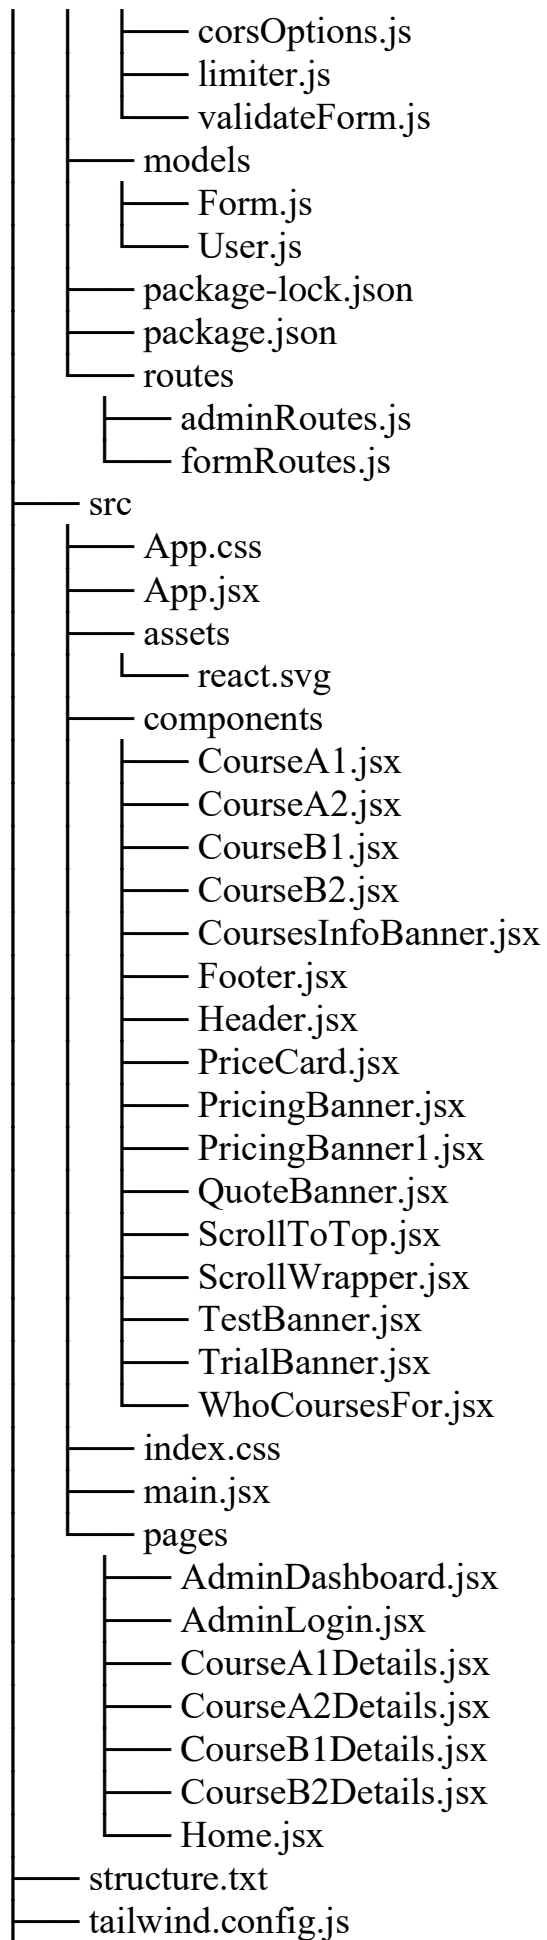 corsOptions.js
limiter.js
validateForm.js
models
Form.js
User.js
package-lock.json
package.json
routes
adminRoutes.js
formRoutes.js
src
App.css
App.jsx
assets
react.svg
components
CourseA1.jsx
CourseA2.jsx
CourseB1.jsx
CourseB2.jsx
CoursesInfoBanner.jsx
Footer.jsx
Header.jsx
PriceCard.jsx
PricingBanner.jsx
PricingBanner1.jsx
QuoteBanner.jsx
ScrollToTop.jsx
ScrollWrapper.jsx
TestBanner.jsx
TrialBanner.jsx
WhoCoursesFor.jsx
index.css
main.jsx
pages
AdminDashboard.jsx
AdminLogin.jsx
CourseA1Details.jsx
CourseA2Details.jsx
CourseB1Details.jsx
CourseB2Details.jsx
Home.jsx
structure.txt
tailwind.config.js